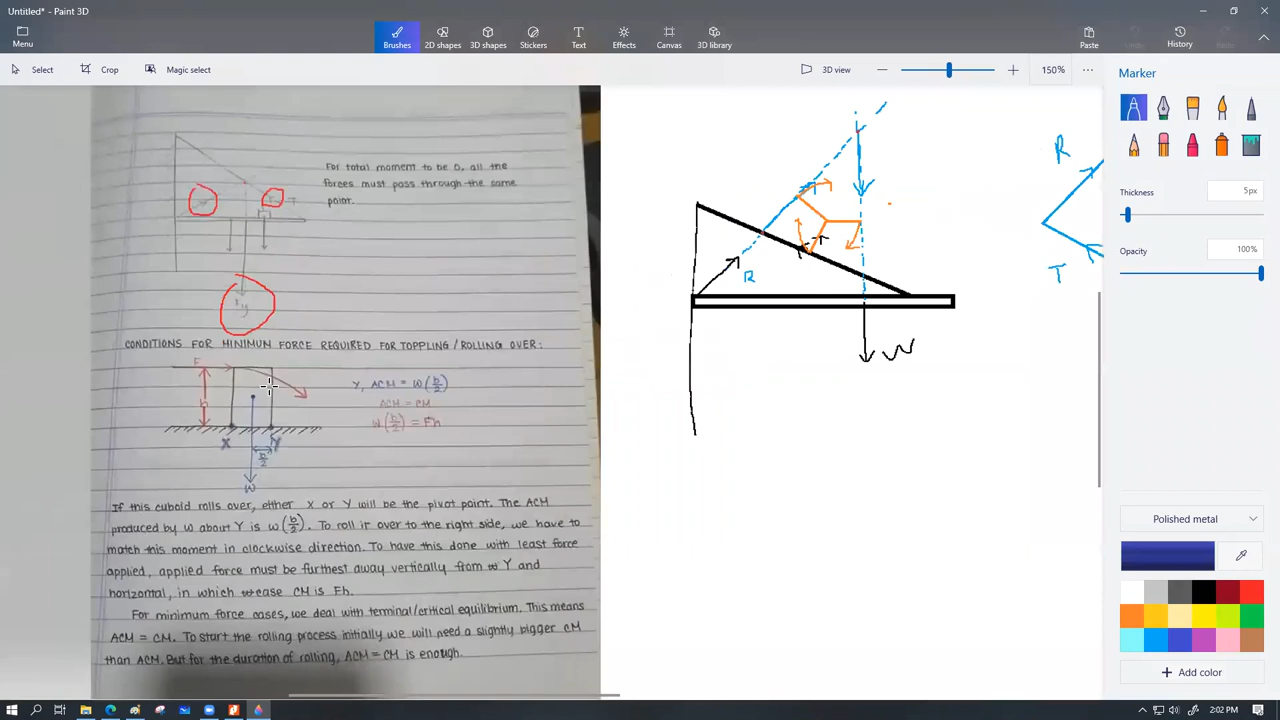 Untitled* - Paint 3D
Menu
Brushes
2D shapes
3D shapes
Stickers
Text
Effects
Canvas
3D library
Paste
Undo
History
Redo
Select
Crop
Magic select
3D view
150%
Marker
Thickness
5px
Opacity
100%
Polished metal
Add color
For total moment to be 0, all the
forces must pass through the same
point.
T
CONDITIONS FOR MINIMUM FORCE REQUIRED FOR TOPPLING/ROLLING OVER:
F
h
X
Y
b/2
W
Y, ACM = W(b/2)
ACM = CM
W(b/2) = Fh
If this cuboid rolls over, either X or Y will be the pivot point. The ACM
produced by W about Y is W(b/2). To roll it over to the right side, we have to
match this moment in clockwise direction. To have this done with least force
applied, applied force must be furthest away vertically from Y and
horizontal, in which case CM is Fh.
For minimum force cases, we deal with terminal/critical equilibrium. This means
ACM = CM. To start the rolling process initially we will need a slightly bigger CM
than ACM. But for the duration of rolling, ACM = CM is enough.
T
R
W
R
T
2:02 PM